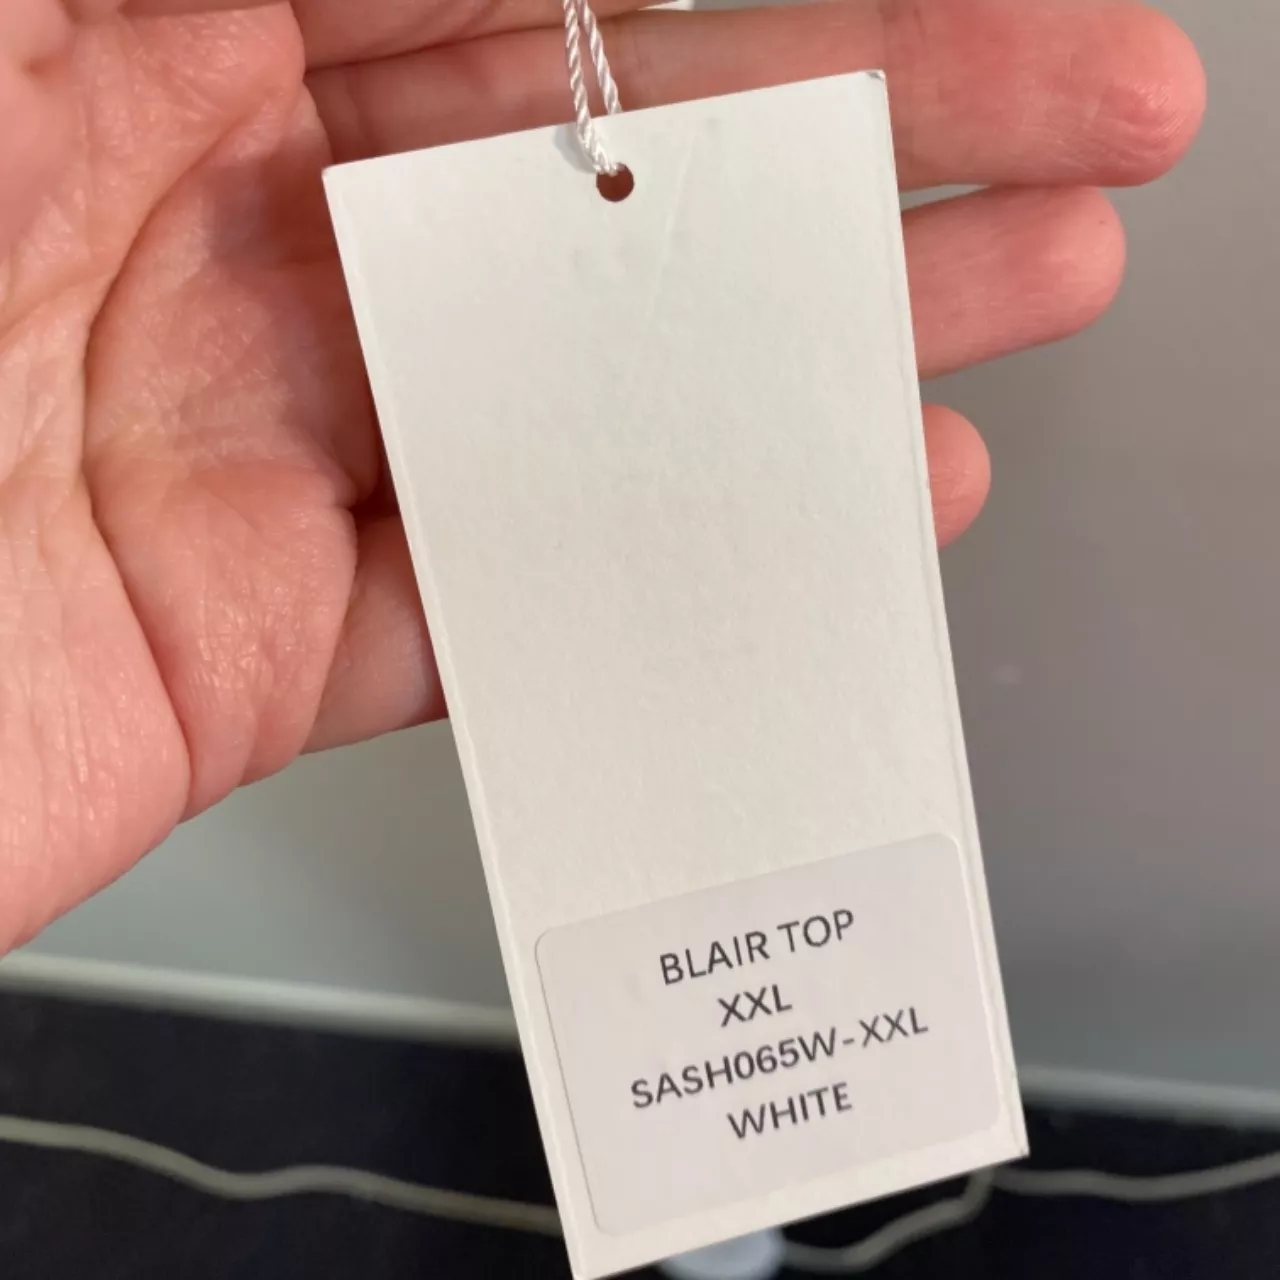 BLAIR TOP
XXL
SASH065W-XXL
WHITE